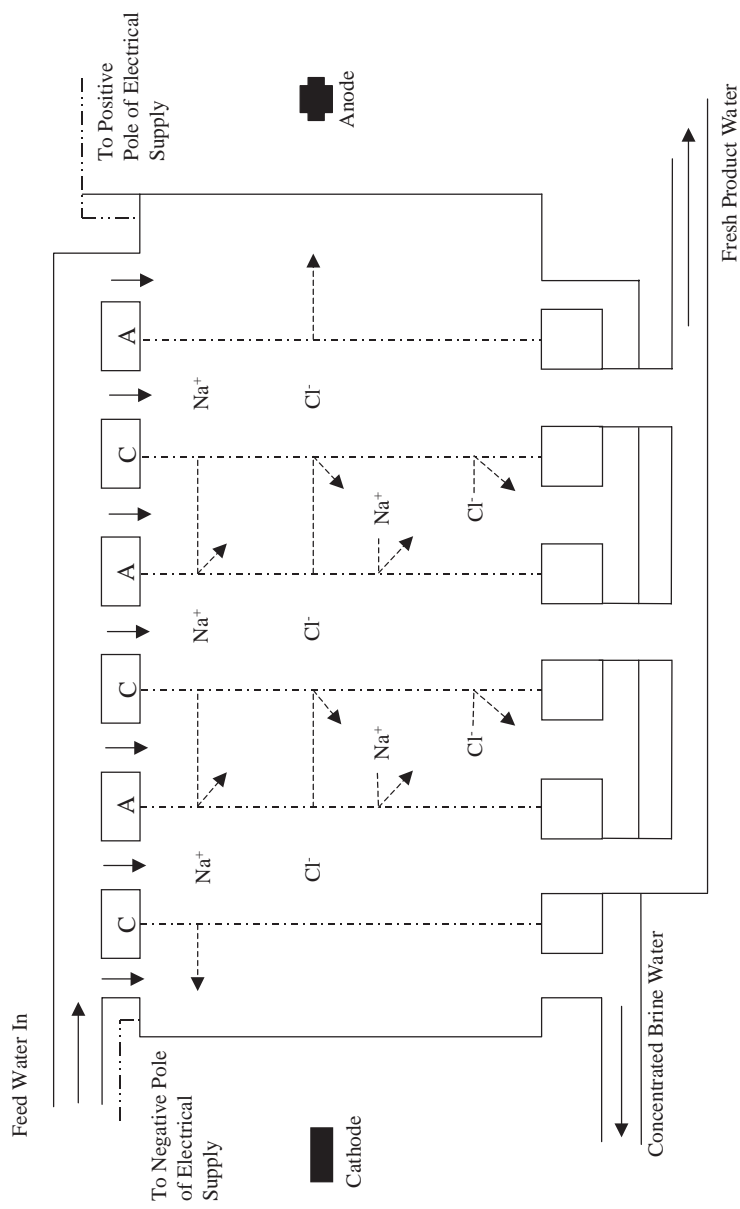 Feed Water In
To Negative Pole
of Electrical
Supply
Cathode
To Positive
Pole of Electrical
Supply
Anode
C
A
C
A
C
A
Na⁺
Na⁺
Na⁺
Cl⁻
Cl⁻
Cl⁻
Na⁺
Na⁺
Cl⁻
Cl⁻
Concentrated Brine Water
Fresh Product Water